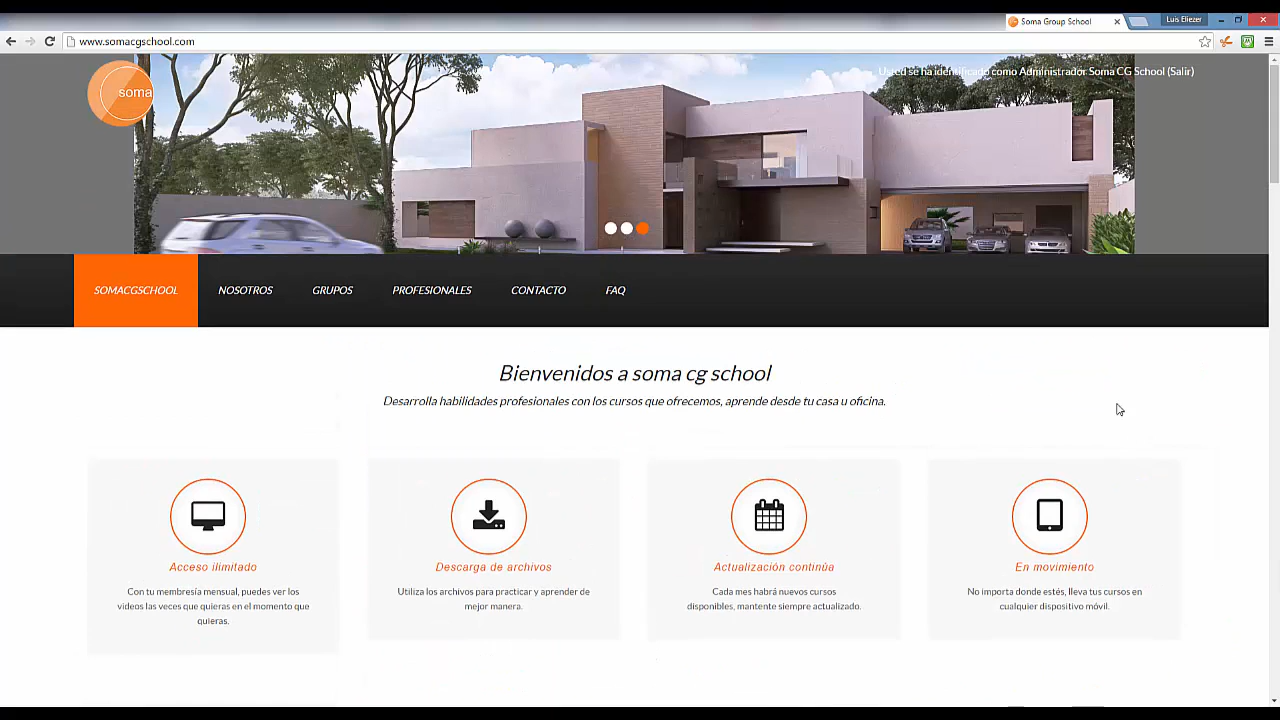 Soma Group School
Luis Eliezer
www.somacgschool.com
soma
Usted se ha identificado como Administrador Soma CG School (Salir)
SOMACGSCHOOL NOSOTROS GRUPOS PROFESIONALES CONTACTO FAQ
Bienvenidos a soma cg school
Desarrolla habilidades profesionales con los cursos que ofrecemos, aprende desde tu casa u oficina.
Acceso ilimitado
Con tu membresía mensual, puedes ver los
videos las veces que quieras en el momento que
quieras.
Descarga de archivos
Utiliza los archivos para practicar y aprender de
mejor manera.
Actualización continúa
Cada mes habrá nuevos cursos
disponibles, mantente siempre actualizado.
En movimiento
No importa donde estés, lleva tus cursos en
cualquier dispositivo móvil.